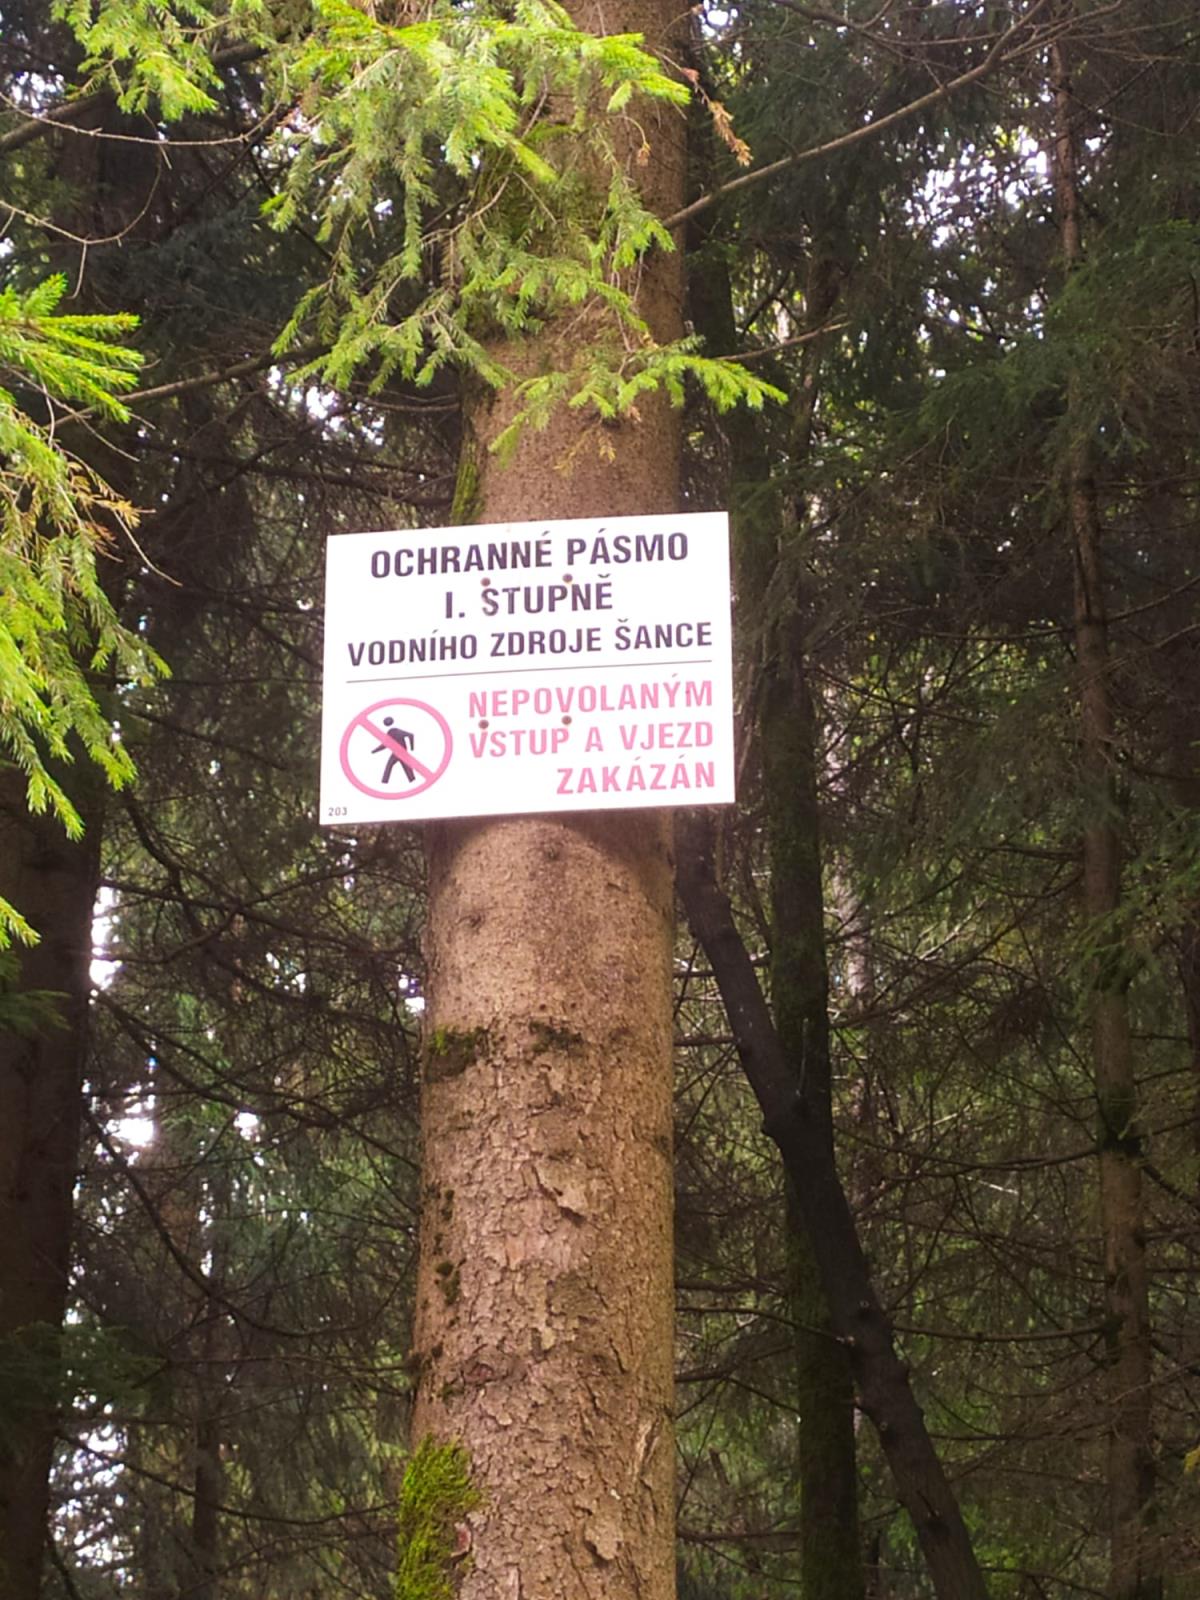 OCHRANNÉ PÁSMO
I. STUPNĚ
VODNÍHO ZDROJE ŠANCE
NEPOVOLANÝM
VSTUP A VJEZD
ZAKÁZÁN
203